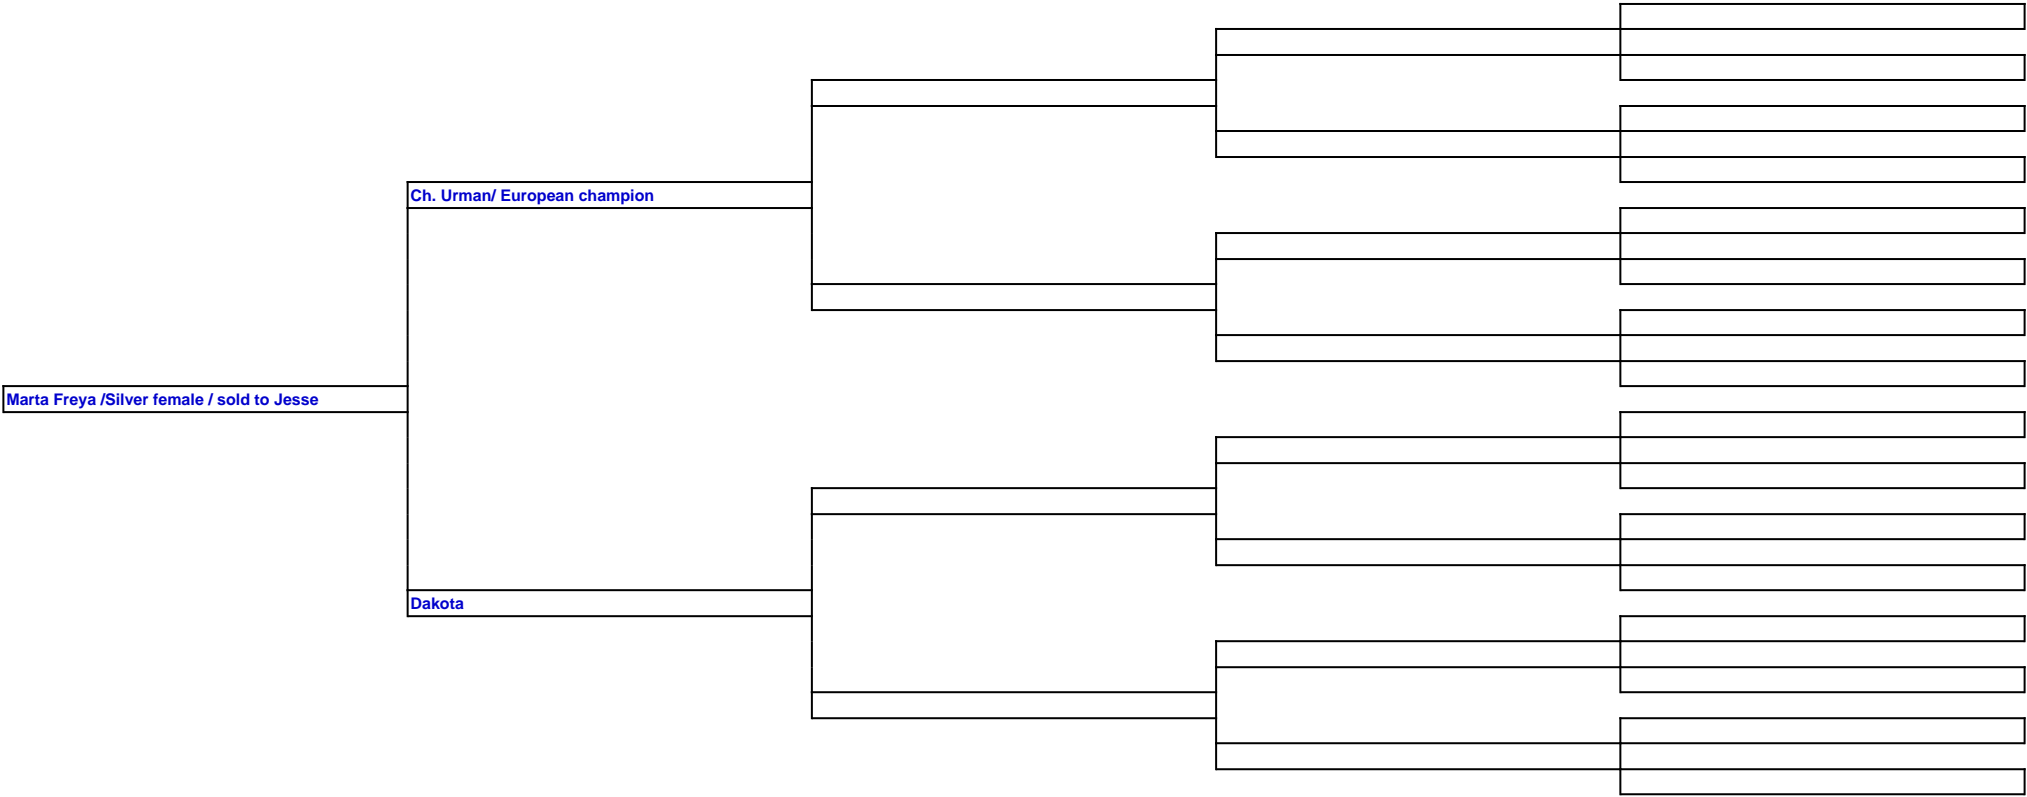 Ch. Urman/ European champion
Marta Freya /Silver female / sold to Jesse
Dakota